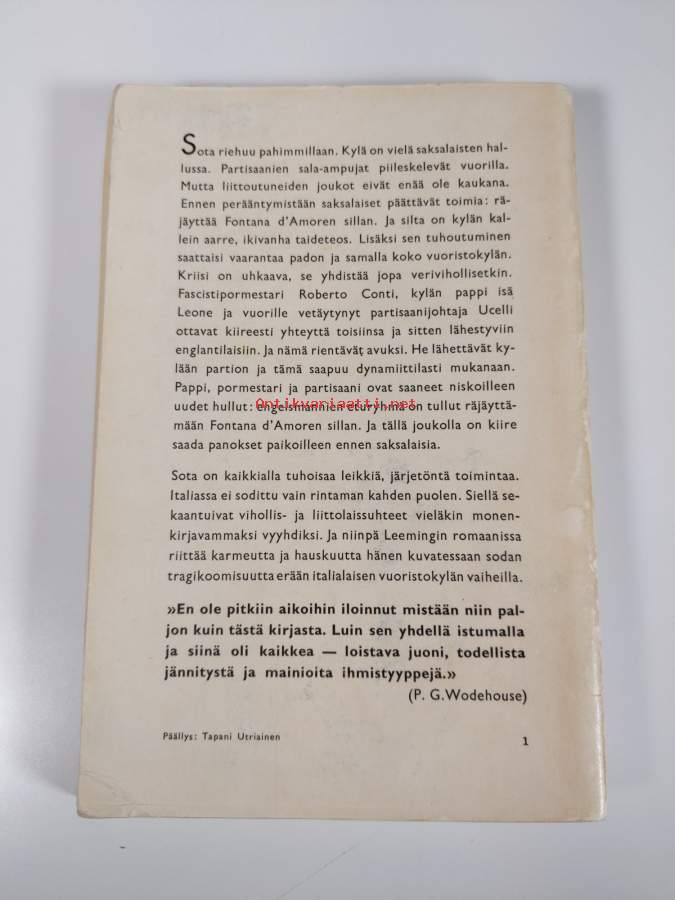 Sota riehuu pahimmillaan. Kylä on vielä saksalaisten hal-
lussa. Partisaanien sala-ampujat piileskelevät vuorilla.
Mutta liittoutuneiden joukot eivät enää ole kaukana.
Ennen perääntymistään saksalaiset päättävät toimia: rä-
jäyttää Fontana d'Amoren sillan. Ja silta on kylän kal-
lein aarre, ikivanha taideteos. Lisäksi sen tuhoutuminen
saattaisi vaarantaa padon ja samalla koko vuoristokylän.
Kriisi on uhkaava, se yhdistää jopa verivihollisetkin.
Fascistipormestari Roberto Conti, kylän pappi isä
Leone ja vuorille vetäytynyt partisaanijohtaja Ucelli
ottavat kiireesti yhteyttä toisiinsa ja sitten lähestyviin
englantilaisiin. Ja nämä rientävät avuksi. He lähettävät ky-
lään partion ja tämä saapuu dynamiittilasti mukanaan.
Pappi, pormestari ja partisaani ovat saaneet niskoilleen
Antikvariaatti.net
uudet hullut: engelsmannien eturyhmä on tullut räjäyttä-
mään Fontana d'Amoren sillan. Ja tällä joukolla on kiire
saada panokset paikoilleen ennen saksalaisia.
Sota on kaikkialla tuhoisaa leikkiä, järjetöntä toimintaa.
Italiassa ei sodittu vain rintaman kahden puolen. Siellä se-
kaantuivat vihollis- ja liittolaissuhteet vieläkin monen-
kirjavammaksi vyyhdiksi. Ja niinpä Leemingin romaanissa
riittää karmeutta ja hauskuutta hänen kuvatessaan sodan
tragikoomisuutta erään italialaisen vuoristokylän vaiheilla.
»En ole pitkiin aikoihin iloinnut mistään niin pal-
jon kuin tästä kirjasta. Luin sen yhdellä istumalla
ja siinä oli kaikkea — loistava juoni, todellista
jännitystä ja mainioita ihmistyyppejä.»
(P. G.Wodehouse)
Päällys: Tapani Utriainen
1